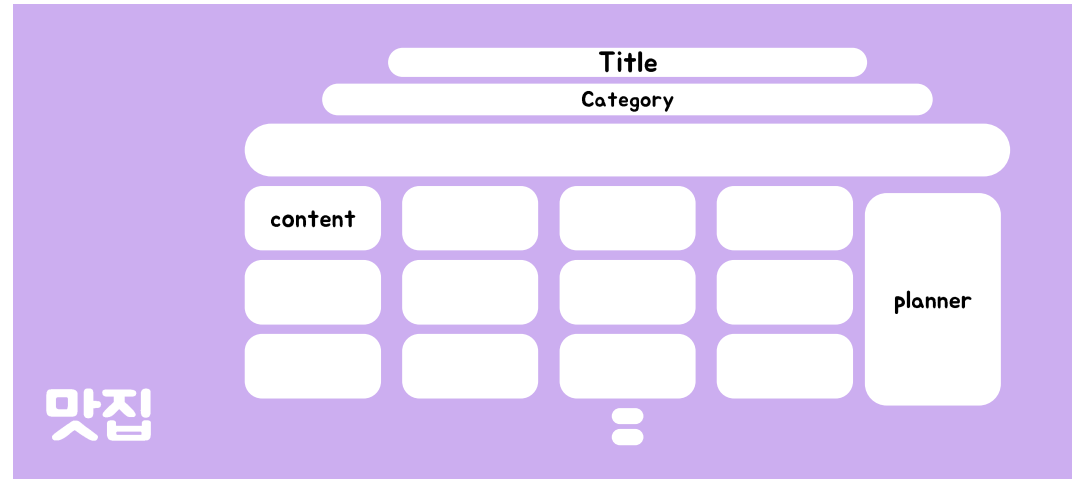 Title
Category
content
planner
맛집